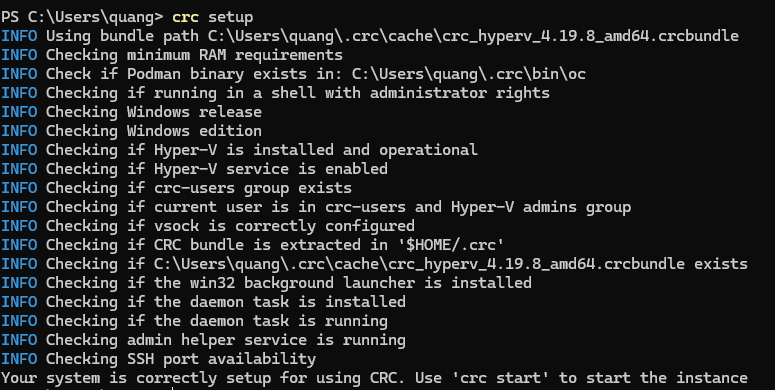 PS C:\Users\quang> crc setup
INFO Using bundle path C:\Users\quang\.crc\cache\crc_hyperv_4.19.8_amd64.crcbundle
INFO Checking minimum RAM requirements
INFO Check if Podman binary exists in: C:\Users\quang\.crc\bin\oc
INFO Checking if running in a shell with administrator rights
INFO Checking Windows release
INFO Checking Windows edition
INFO Checking if Hyper-V is installed and operational
INFO Checking if Hyper-V service is enabled
INFO Checking if crc-users group exists
INFO Checking if current user is in crc-users and Hyper-V admins group
INFO Checking if vsock is correctly configured
INFO Checking if CRC bundle is extracted in '$HOME/.crc'
INFO Checking if C:\Users\quang\.crc\cache\crc_hyperv_4.19.8_amd64.crcbundle exists
INFO Checking if the win32 background launcher is installed
INFO Checking if the daemon task is installed
INFO Checking if the daemon task is running
INFO Checking admin helper service is running
INFO Checking SSH port availability
Your system is correctly setup for using CRC. Use 'crc start' to start the instance